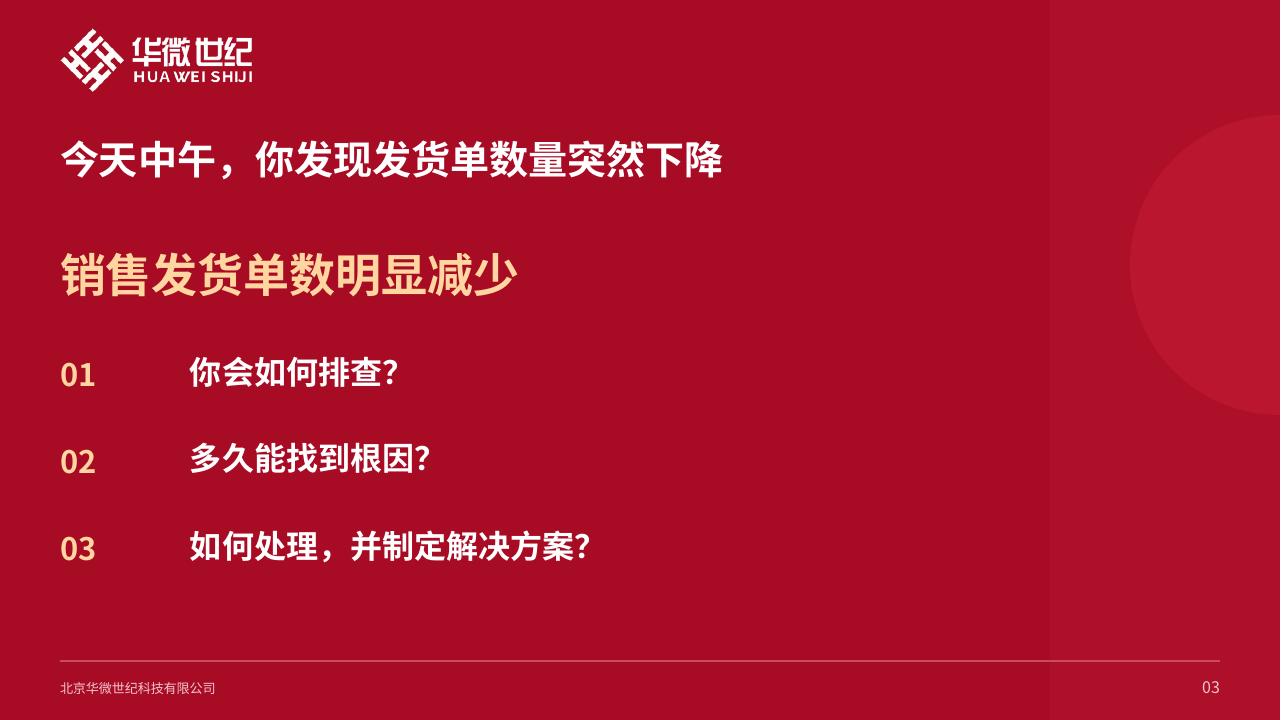 华微世纪
HUA WEI SHIJI
今天中午，你发现发货单数量突然下降
销售发货单数明显减少
01 你会如何排查？
02 多久能找到根因？
03 如何处理，并制定解决方案？
北京华微世纪科技有限公司
03